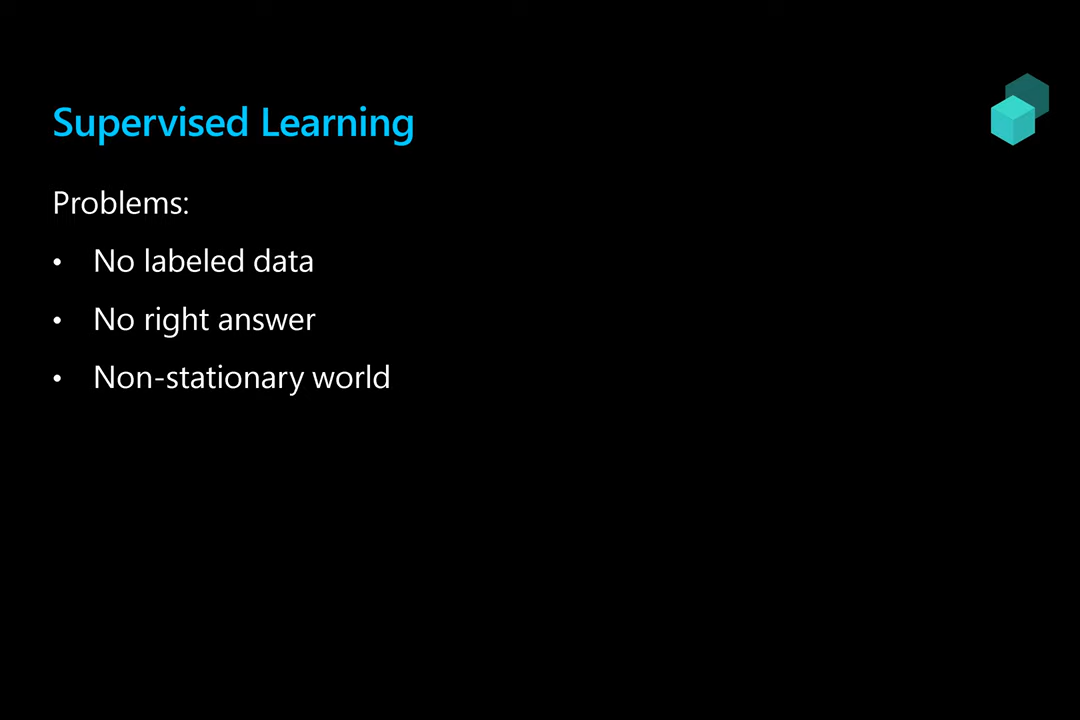 Supervised Learning
Problems:
• No labeled data
• No right answer
• Non-stationary world